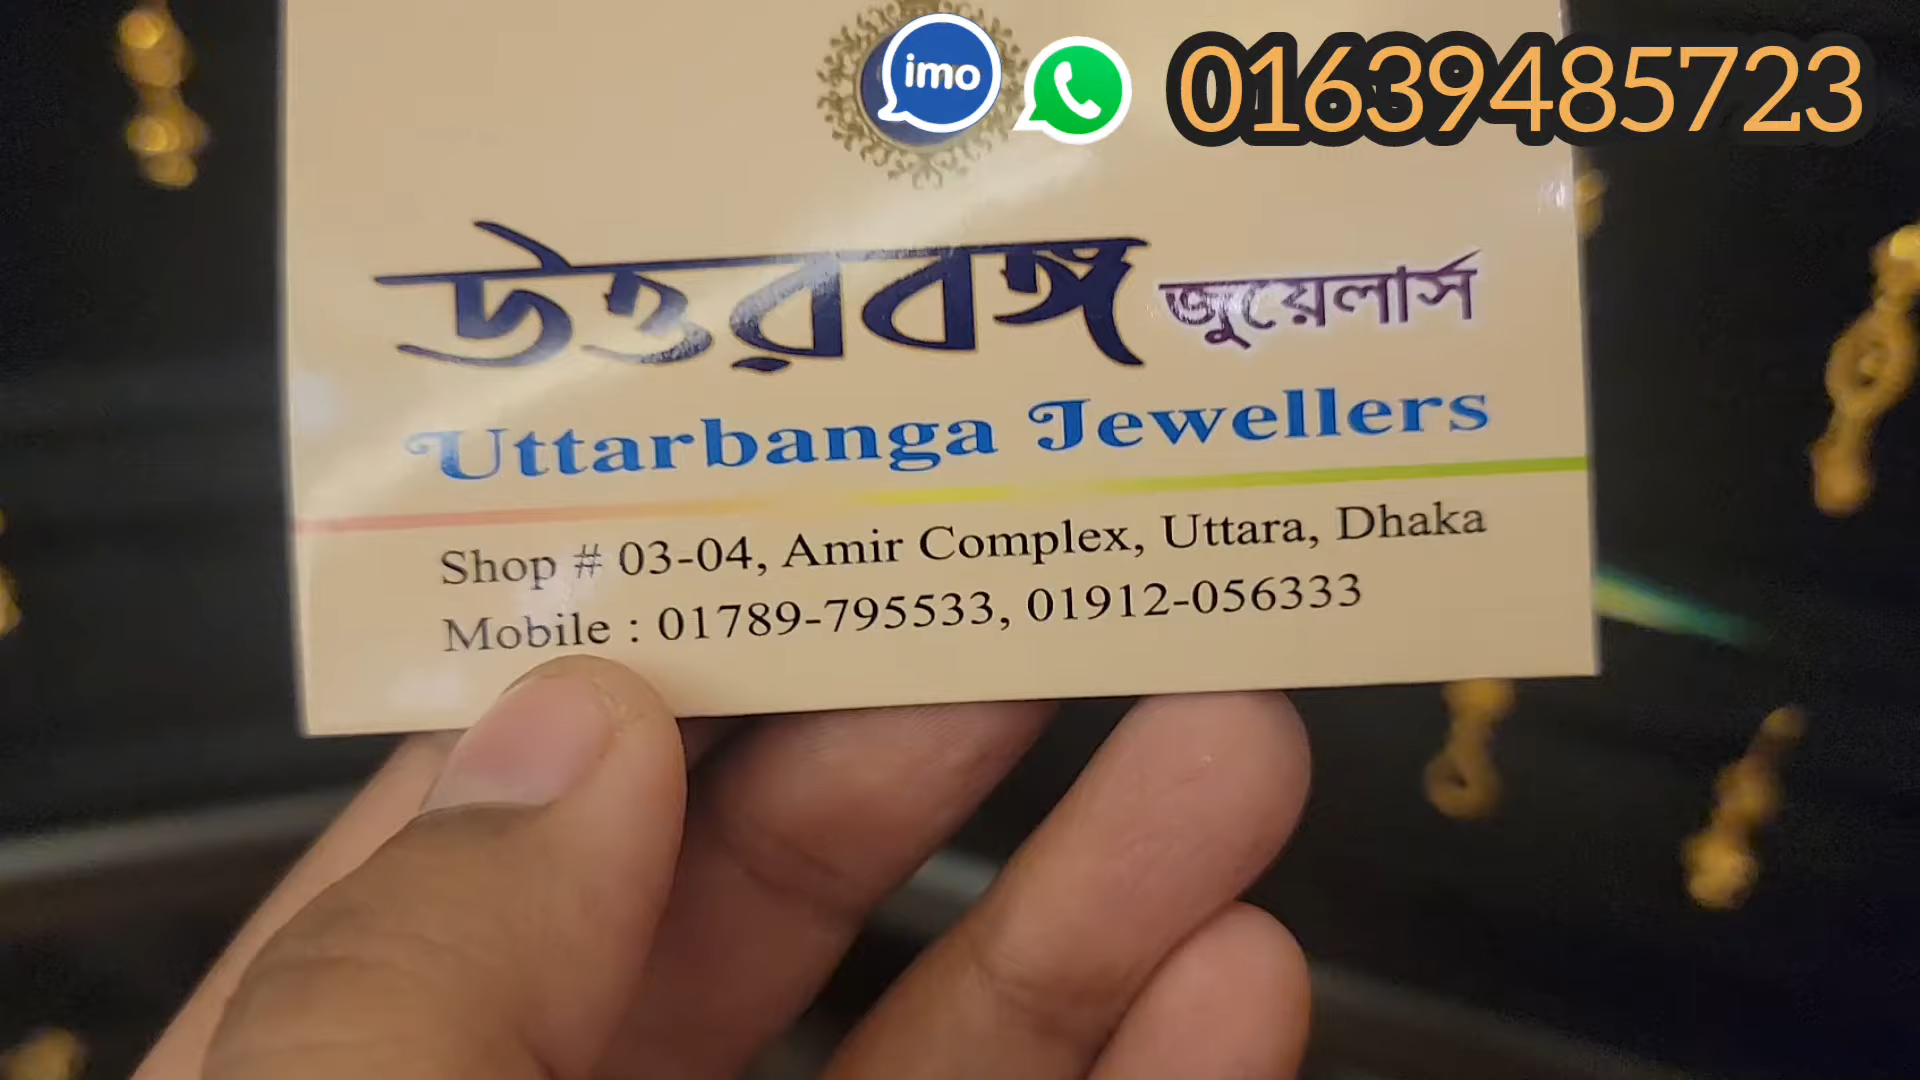 imo 01639485723
উত্তরবঙ্গ জুয়েলার্স
Uttarbanga Jewellers
Shop # 03-04, Amir Complex, Uttara, Dhaka
Mobile : 01789-795533, 01912-056333